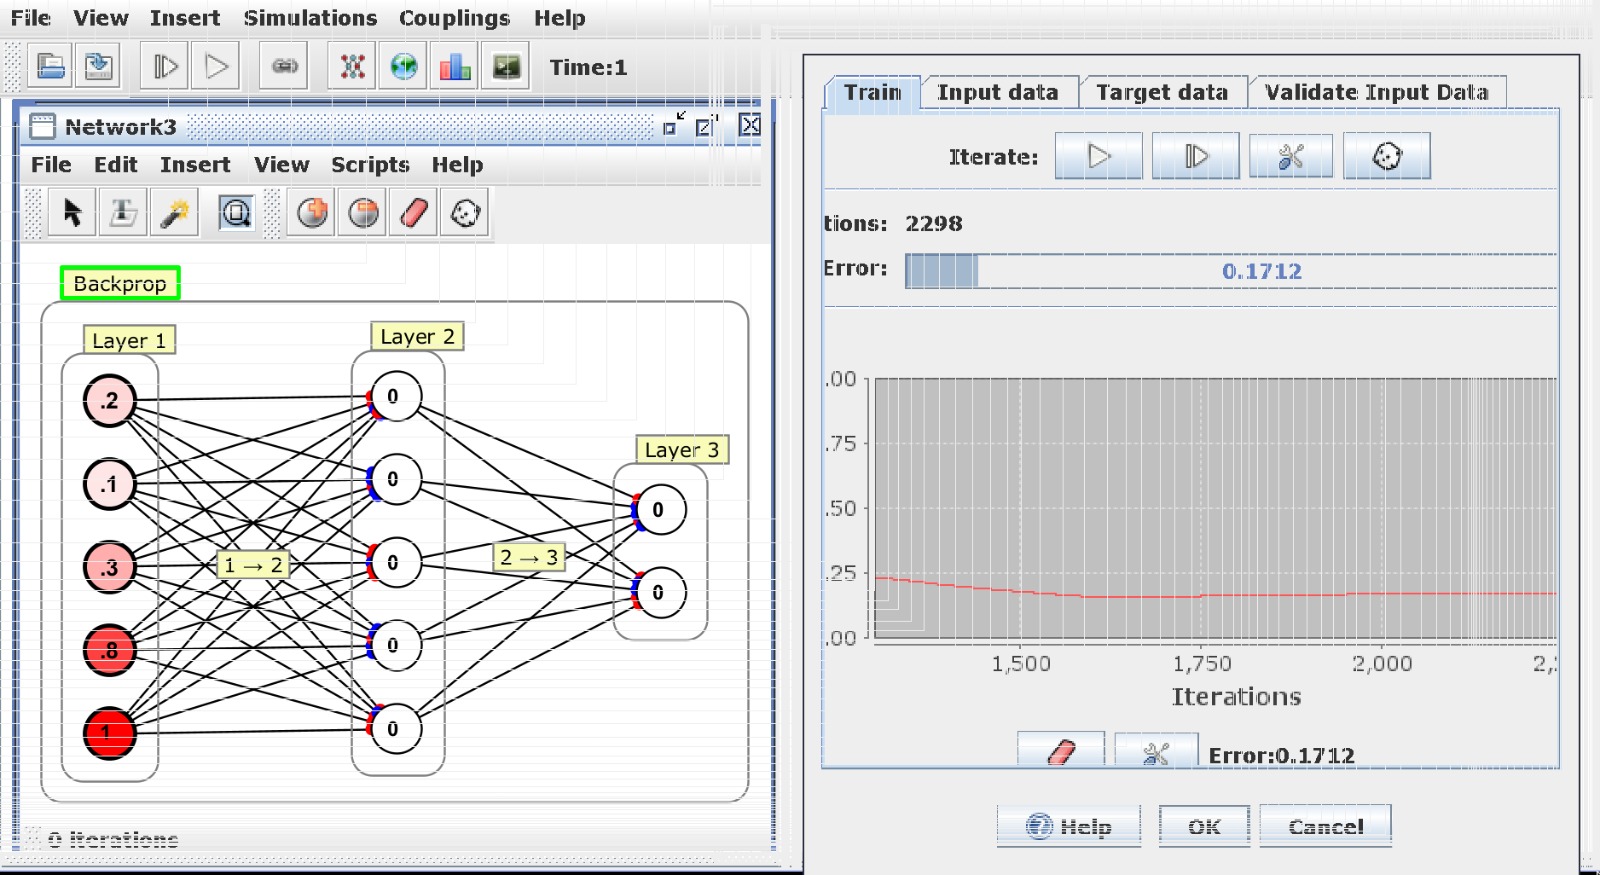 File View Insert Simulations Couplings Help
Time:1
Network3
File Edit Insert View Scripts Help
Backprop
Layer 1
Layer 2
Layer 3
.2
.1
.3
.8
1
0
0
0
0
0
0
0
1 → 2
2 → 3
0 iterations
Train Input data Target data Validate Input Data
Iterate:
tions: 2298
Error: 0.1712
.00
.75
.50
.25
.00
1,500 1,750 2,000 2,
Iterations
Error:0.1712
Help OK Cancel